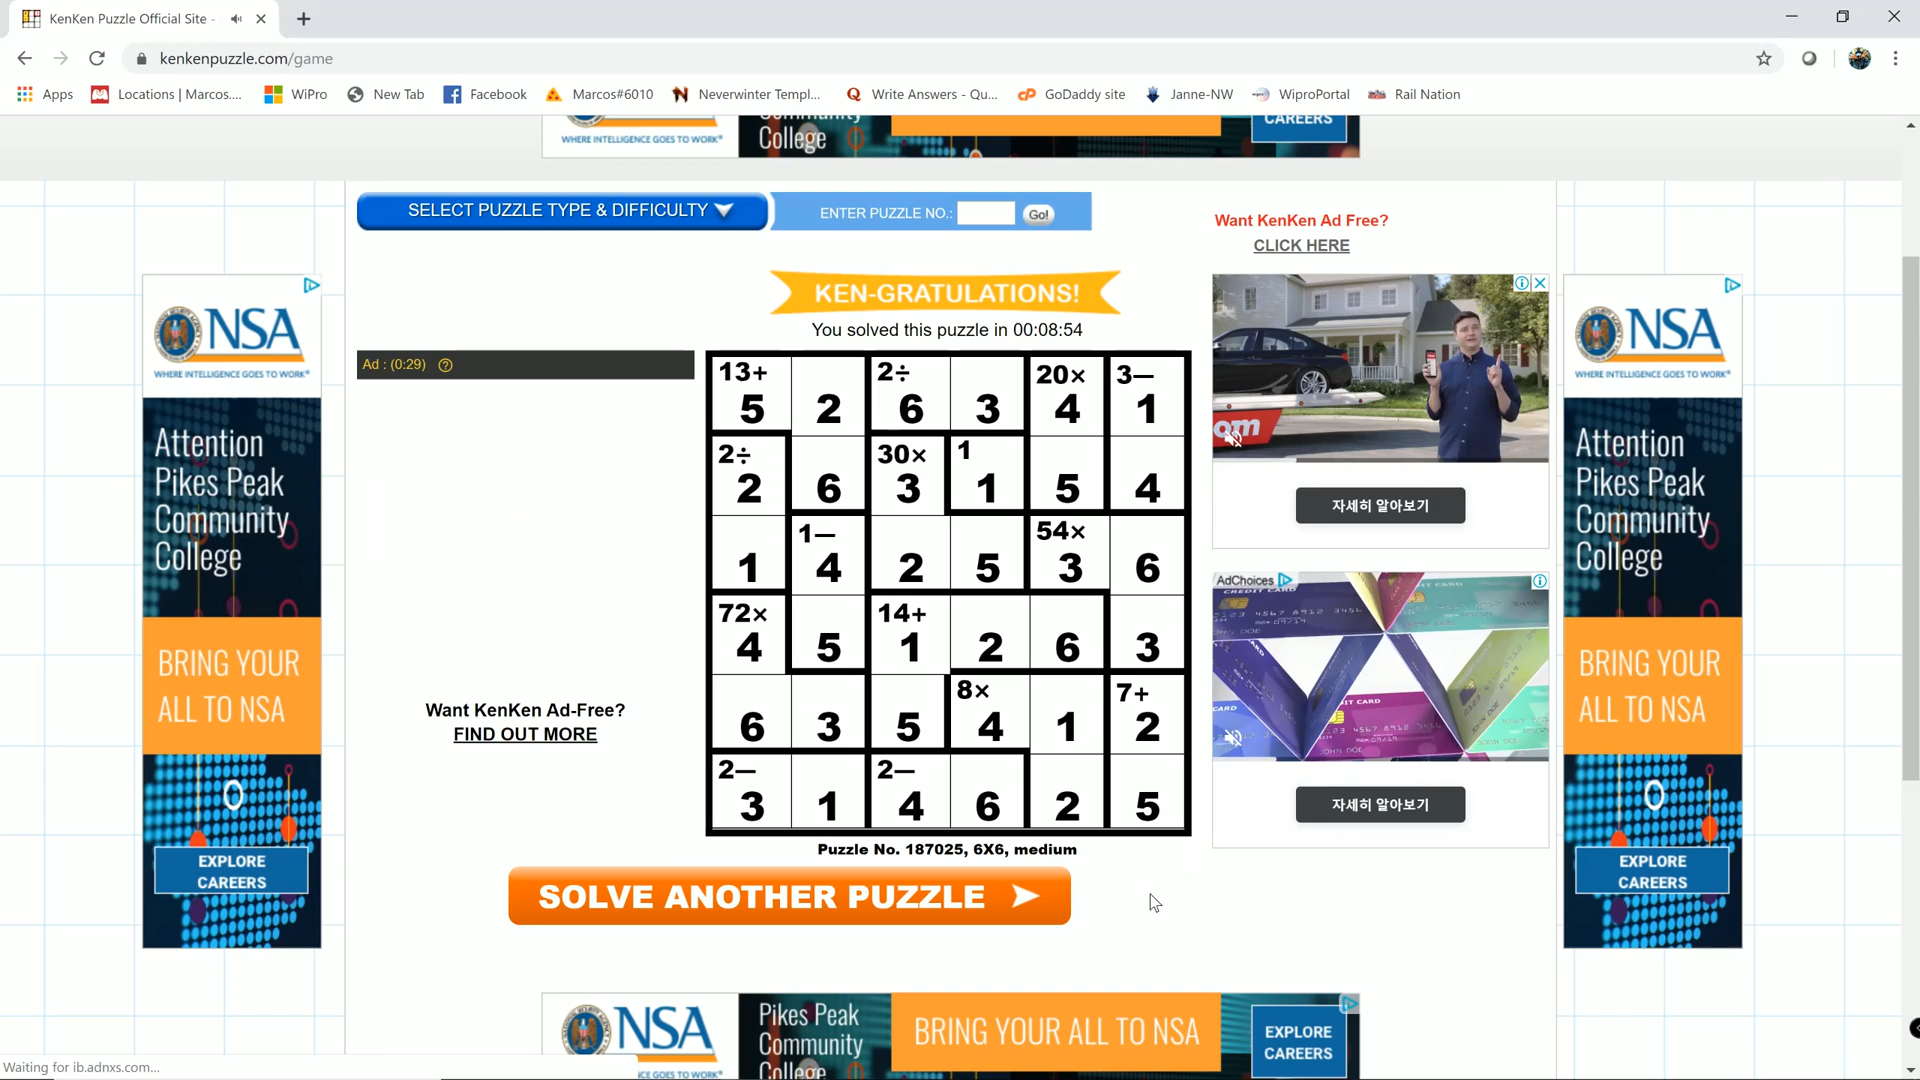 KenKen Puzzle Official Site -
kenkenpuzzle.com/game
Apps
Locations | Marcos....
WiPro
New Tab
Facebook
Marcos#6010
Neverwinter Templ...
Write Answers - Qu...
GoDaddy site
Janne-NW
WiproPortal
Rail Nation
WHERE INTELLIGENCE GOES TO WORK®
Community
College
CAREERS
SELECT PUZZLE TYPE & DIFFICULTY
ENTER PUZZLE NO.:
Go!
Want KenKen Ad Free?
CLICK HERE
KEN-GRATULATIONS!
You solved this puzzle in 00:08:54
Ad : (0:29)
NSA
WHERE INTELLIGENCE GOES TO WORK®
Attention
Pikes Peak
Community
College
BRING YOUR
ALL TO NSA
EXPLORE
CAREERS
Want KenKen Ad-Free?
FIND OUT MORE
13+ 2÷ 20× 3—
5 2 6 3 4 1
2÷ 30× 1
2 6 3 1 5 4
1— 54×
1 4 2 5 3 6
72× 14+
4 5 1 2 6 3
8× 7+
6 3 5 4 1 2
2— 2—
3 1 4 6 2 5
Puzzle No. 187025, 6X6, medium
SOLVE ANOTHER PUZZLE
om
자세히 알아보기
AdChoices
CREDIT CARD
자세히 알아보기
NSA
WHERE INTELLIGENCE GOES TO WORK®
Attention
Pikes Peak
Community
College
BRING YOUR
ALL TO NSA
EXPLORE
CAREERS
NSA
Pikes Peak
Community
College
BRING YOUR ALL TO NSA
EXPLORE
CAREERS
Waiting for ib.adnxs.com...